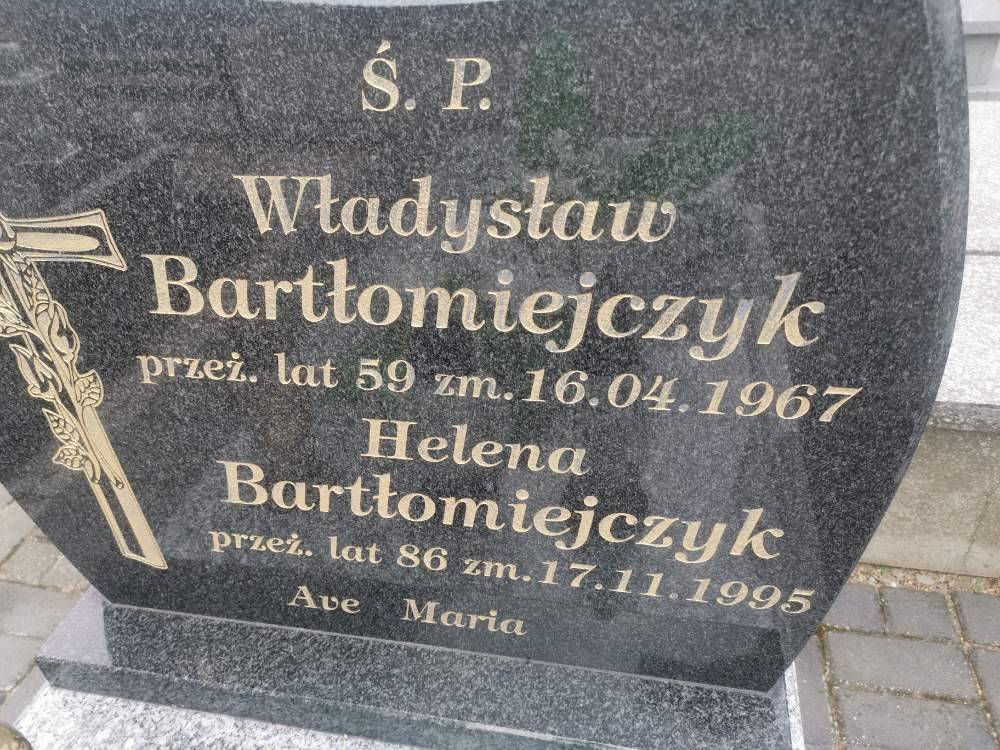 Ś. P.
Władysław
Bartłomiejczyk
przeż. lat 59 zm.16.04.1967
Helena
Bartłomiejczyk
przeż. lat 86 zm.17.11.1995
Ave Maria